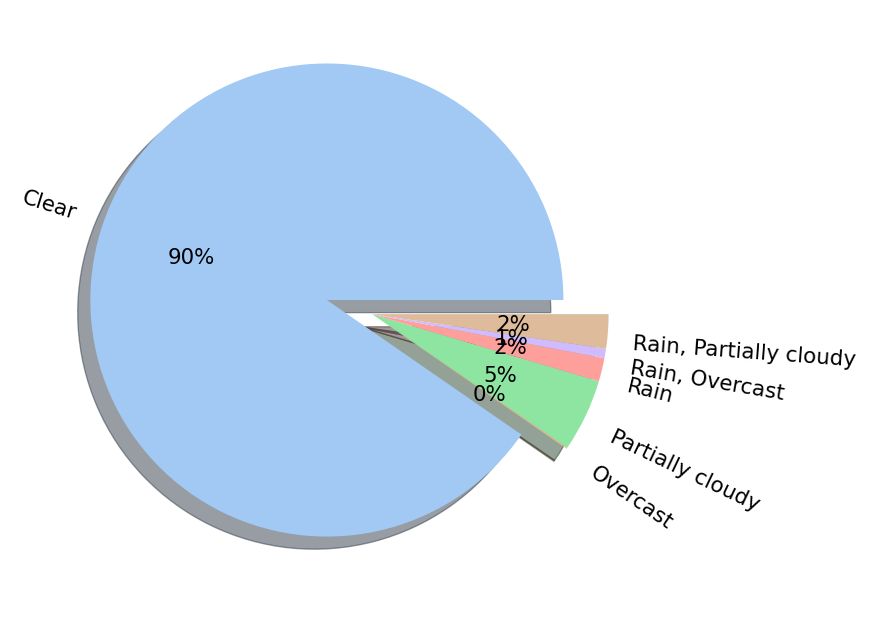 Clear
90%
2%
1%
2%
5%
0%
Rain, Partially cloudy
Rain, Overcast
Rain
Partially cloudy
Overcast